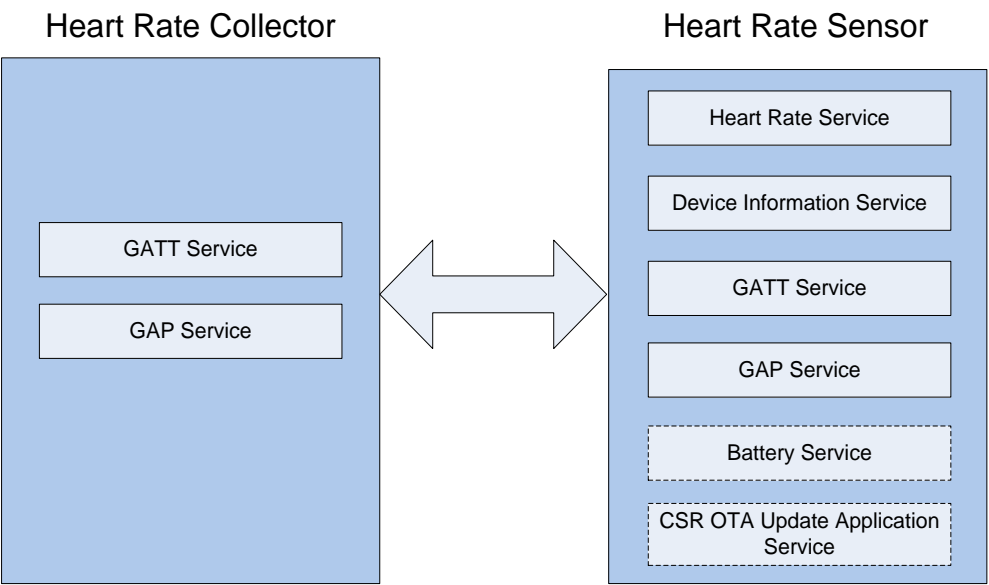 Heart Rate Collector
Heart Rate Sensor
GATT Service
GAP Service
Heart Rate Service
Device Information Service
GATT Service
GAP Service
Battery Service
CSR OTA Update Application
Service